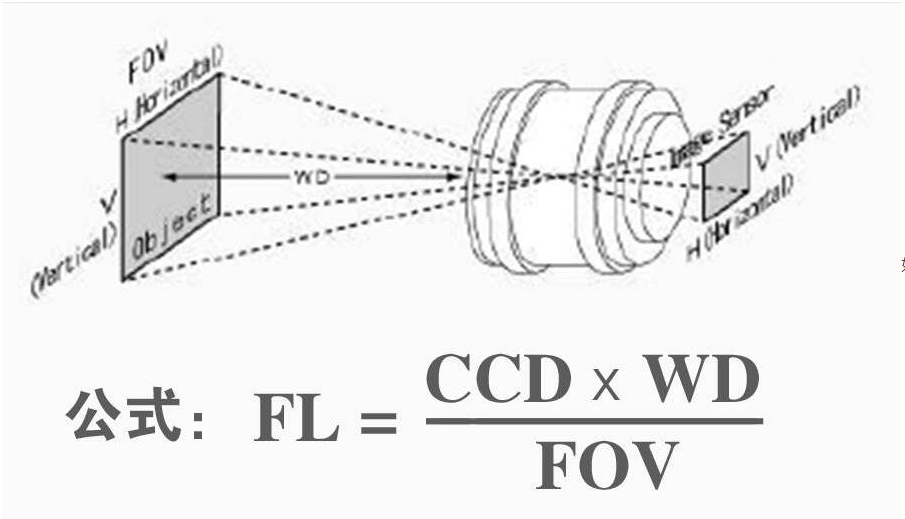 FOV
H (Horizontal)
Image Sensor
V (Vertical)
WD
V
(Vertical)
Object
H (Horizontal)
公式: FL = CCD x WD
FOV